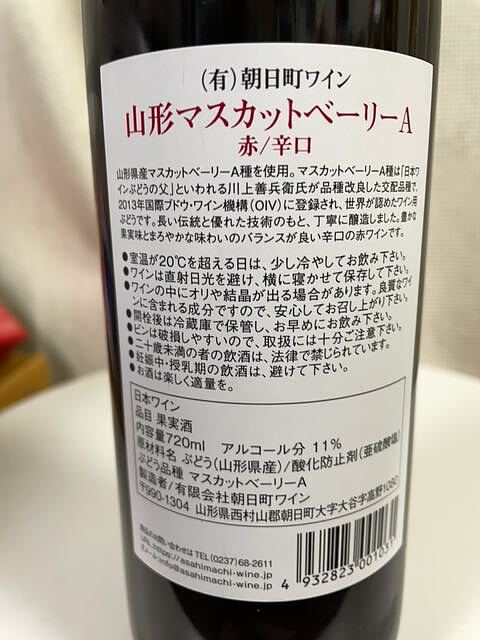 (有)朝日町ワイン
山形マスカットベーリーA
赤/辛口
山形県産マスカットベーリーA種を使用。マスカットベーリーA種は「日本ワ
インぶどうの父」といわれる川上善兵衛氏が品種改良した交配品種で、
2013年国際ブドウ・ワイン機構(OIV)に登録され、世界が認めたワイン用
ぶどうです。長い伝統と優れた技術のもと、丁寧に醸造しました。豊かな
果実味とまろやかな味わいのバランスが良い辛口の赤ワインです。
●室温が20℃を超える日は、少し冷やしてお飲み下さい。
●ワインは直射日光を避け、横に寝かせて保存して下さい。
●ワインの中にオリや結晶が出る場合があります。良質なワイ
ンに含まれる成分ですので、安心してお召し上がり下さい。
●開栓後は冷蔵庫で保管し、お早めにお飲み下さい。
●ビンは破損しやすいので、取扱には十分ご注意下さい。
●二十歳未満の者の飲酒は、法律で禁じられています。
●妊娠中・授乳期の飲酒は、避けて下さい。
●お酒は楽しく適量を。
日本ワイン
品目 果実酒
内容量720ml アルコール分 11%
原材料名 ぶどう(山形県産)/酸化防止剤(亜硫酸塩)
ぶどう品種 マスカットベーリーA
製造者/有限会社朝日町ワイン
〒990-1304 山形県西村山郡朝日町大字大谷字高野1080
商品のお問い合わせは TEL(0237)68-2611
URL.https://asahimachi-wine.jp
Eメール.info@asahimachi-wine.jp
4 932823 001031